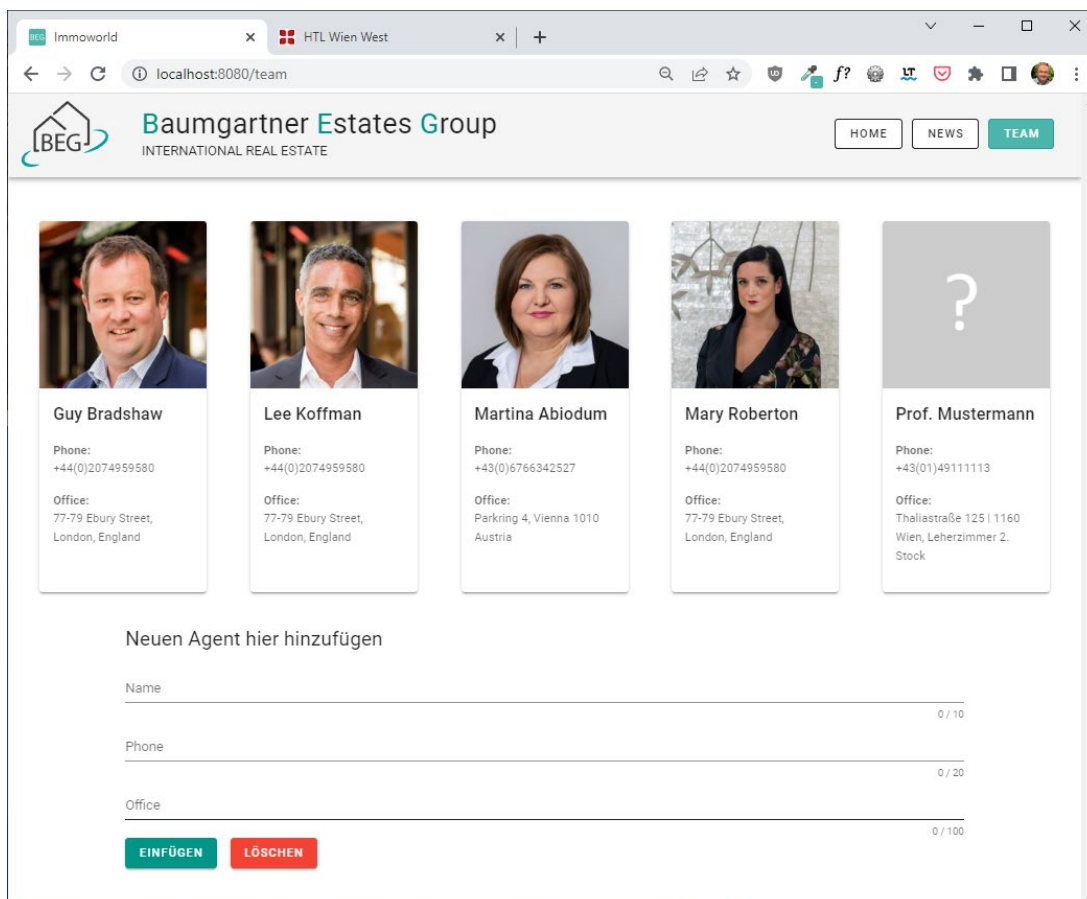 BEG Immoworld
HTL Wien West
localhost:8080/team
f?
LT
BEG
Baumgartner Estates Group
INTERNATIONAL REAL ESTATE
HOME NEWS TEAM
?
Guy Bradshaw
Phone:
+44(0)2074959580
Office:
77-79 Ebury Street,
London, England
Lee Koffman
Phone:
+44(0)2074959580
Office:
77-79 Ebury Street,
London, England
Martina Abiodum
Phone:
+43(0)6766342527
Office:
Parkring 4, Vienna 1010
Austria
Mary Roberton
Phone:
+44(0)2074959580
Office:
77-79 Ebury Street,
London, England
Prof. Mustermann
Phone:
+43(01)49111113
Office:
Thaliastraße 125 | 1160
Wien, Leherzimmer 2.
Stock
Neuen Agent hier hinzufügen
Name
0 / 10
Phone
0 / 20
Office
0 / 100
EINFÜGEN LÖSCHEN